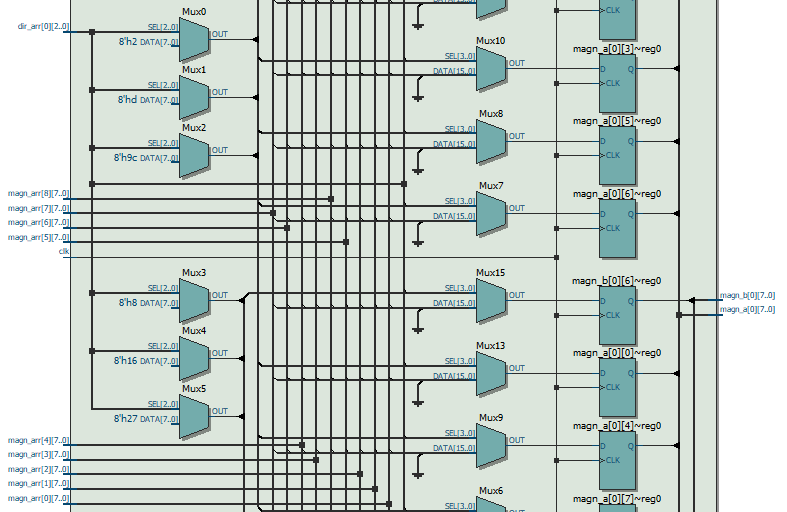 CLK
dir_arr[0][2..0]
Mux0
SEL[2..0]
8'h2 DATA[7..0]
OUT
Mux1
SEL[2..0]
8'hd DATA[7..0]
OUT
Mux2
SEL[2..0]
8'h9c DATA[7..0]
OUT
magn_arr[8][7..0]
magn_arr[7][7..0]
magn_arr[6][7..0]
magn_arr[5][7..0]
clk
Mux3
SEL[2..0]
8'h8 DATA[7..0]
OUT
Mux4
SEL[2..0]
8'h16 DATA[7..0]
OUT
Mux5
SEL[2..0]
8'h27 DATA[7..0]
OUT
magn_arr[4][7..0]
magn_arr[3][7..0]
magn_arr[2][7..0]
magn_arr[1][7..0]
magn_arr[0][7..0]
Mux10
SEL[3..0]
DATA[15..0]
OUT
Mux8
SEL[3..0]
DATA[15..0]
OUT
Mux7
SEL[3..0]
DATA[15..0]
OUT
Mux15
SEL[3..0]
DATA[15..0]
OUT
Mux13
SEL[3..0]
DATA[15..0]
OUT
Mux9
SEL[3..0]
DATA[15..0]
OUT
Mux6
SEL[3..0]
magn_a[0][3]~reg0
D Q
CLK
magn_a[0][5]~reg0
D Q
CLK
magn_a[0][6]~reg0
D Q
CLK
magn_b[0][6]~reg0
D Q
CLK
magn_a[0][0]~reg0
D Q
CLK
magn_a[0][4]~reg0
D Q
CLK
magn_a[0][7]~reg0
magn_b[0][7..0]
magn_a[0][7..0]